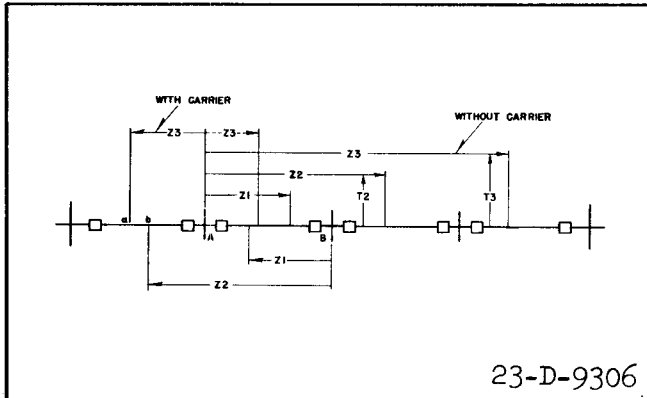 WITH CARRIER
WITHOUT CARRIER
Z3 Z3
Z3
Z2
Z1 T2 T3
a b
A B
Z1
Z2
23-D-9306